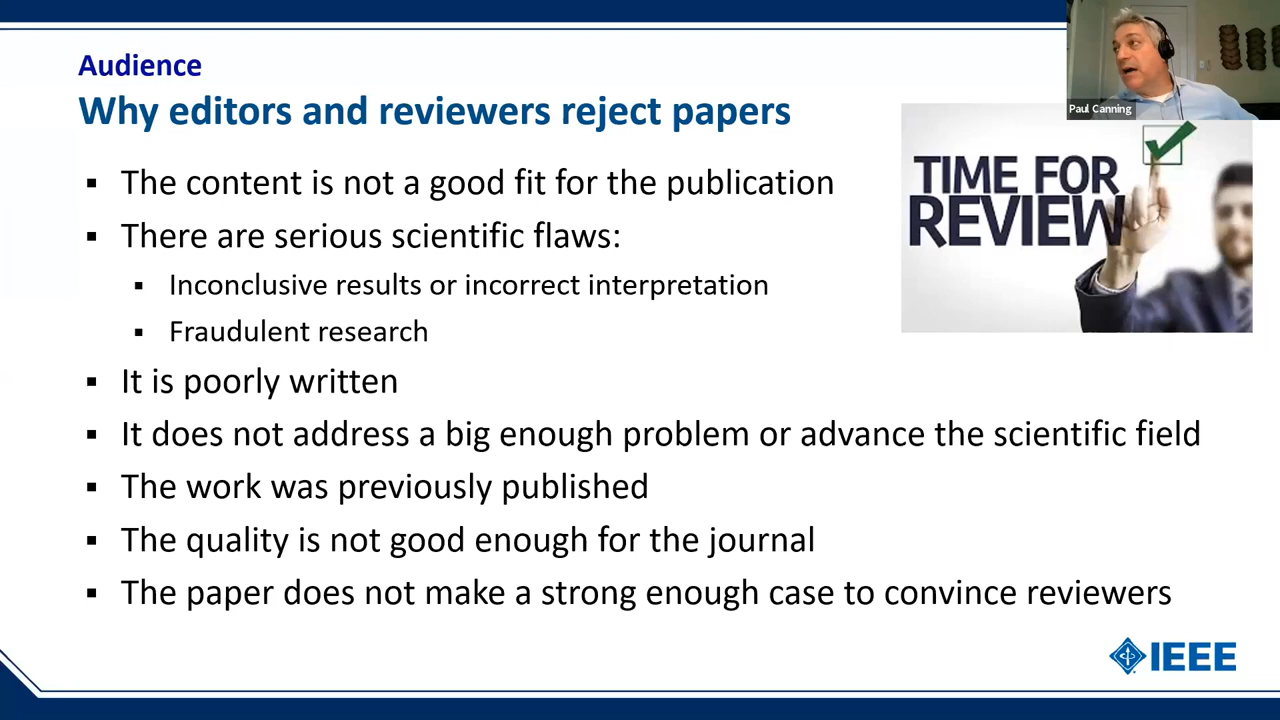 Audience
Why editors and reviewers reject papers
Paul Canning
▪ The content is not a good fit for the publication
▪ There are serious scientific flaws:
▪ Inconclusive results or incorrect interpretation
▪ Fraudulent research
▪ It is poorly written
▪ It does not address a big enough problem or advance the scientific field
▪ The work was previously published
▪ The quality is not good enough for the journal
▪ The paper does not make a strong enough case to convince reviewers
TIME FOR
REVIEW
IEEE